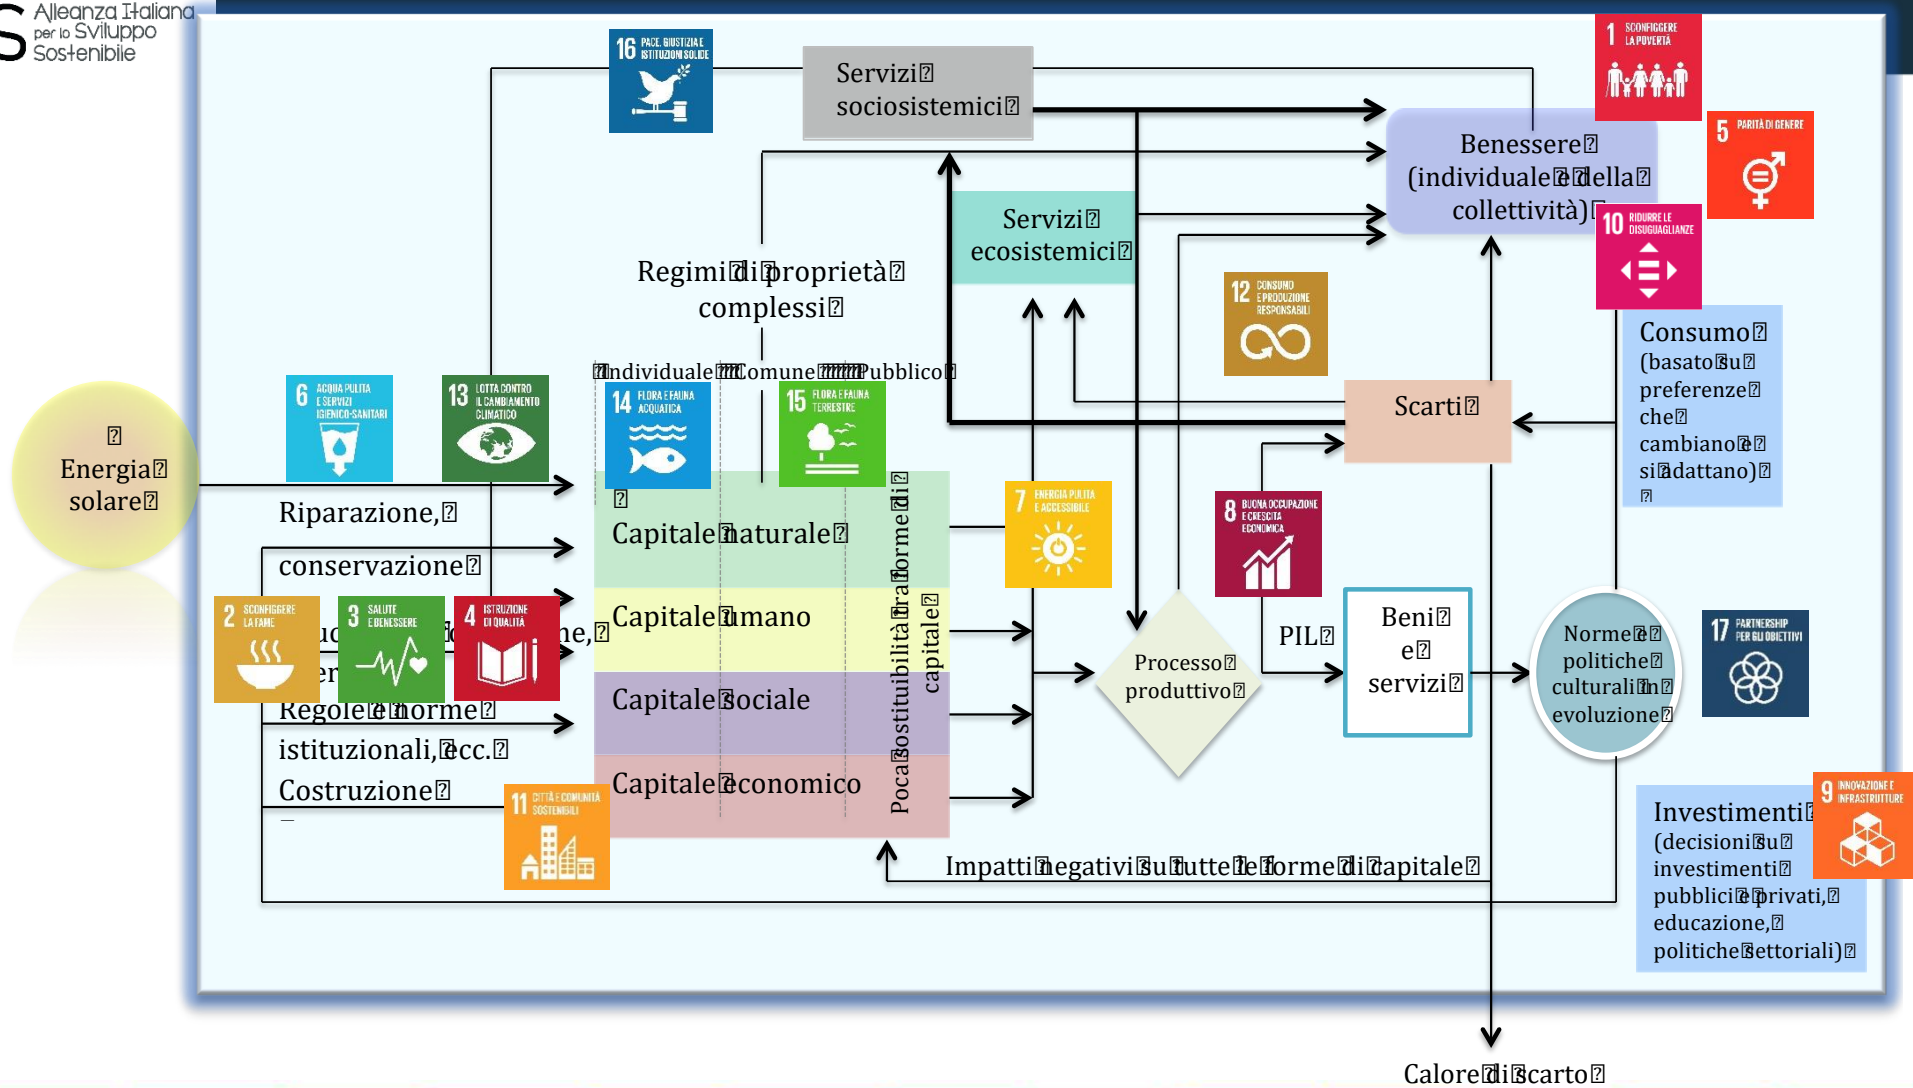 Alleanza Italiana
per lo Sviluppo
Sostenibile
16 PACE, GIUSTIZIA E
ISTITUZIONI SOLIDE
Servizi
sociosistemici
1 SCONFIGGERE
LA POVERTÀ
Benessere
(individuale e della
collettività)
5 PARITÀ DI GENERE
10 RIDURRE LE
DISUGUAGLIANZE
Servizi
ecosistemici
Regimi di proprietà
complessi
12 CONSUMO
E PRODUZIONE
RESPONSABILI
Consumo
(basato su
preferenze
che
cambiano e
si adattano)
Individuale Comune Pubblico
6 ACQUA PULITA
E SERVIZI
IGIENICO-SANITARI
13 LOTTA CONTRO
IL CAMBIAMENTO
CLIMATICO
14 FLORA E FAUNA
ACQUATICA
15 FLORA E FAUNA
TERRESTRE
Scarti
Energia
solare
Riparazione,
conservazione
Capitale naturale
Capitale umano
Capitale sociale
Capitale economico
Poca sostituibilità tra forme di
capitale
7 ENERGIA PULITA
E ACCESSIBILE
8 BUONA OCCUPAZIONE
E CRESCITA
ECONOMICA
2 SCONFIGGERE
LA FAME
3 SALUTE
E BENESSERE
4 ISTRUZIONE
DI QUALITÀ
Regole e norme
istituzionali, ecc.
Costruzione
11 CITTÀ E COMUNITÀ
SOSTENIBILI
Processo
produttivo
PIL
Beni
e
servizi
Norme e
politiche
culturali in
evoluzione
17 PARTNERSHIP
PER GLI OBIETTIVI
Impatti negativi su tutte le forme di capitale
Investimenti
(decisioni su
investimenti
pubblici e privati,
educazione,
politiche settoriali)
9 INNOVAZIONE E
INFRASTRUTTURE
Calore di scarto